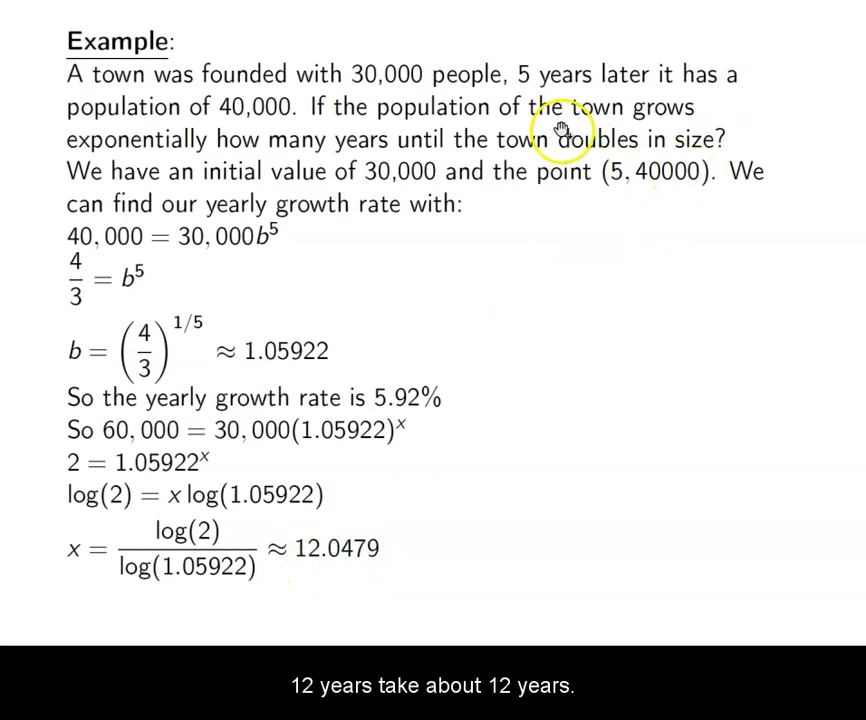 Example:
A town was founded with 30,000 people, 5 years later it has a
population of 40,000. If the population of the town grows
exponentially how many years until the town doubles in size?
We have an initial value of 30,000 and the point (5, 40000). We
can find our yearly growth rate with:
40, 000 = 30, 000b⁵
4/3 = b⁵
b = (4/3)^1/5 ≈ 1.05922
So the yearly growth rate is 5.92%
So 60, 000 = 30, 000(1.05922)ˣ
2 = 1.05922ˣ
log(2) = x log(1.05922)
x = log(2)/log(1.05922) ≈ 12.0479
12 years take about 12 years.